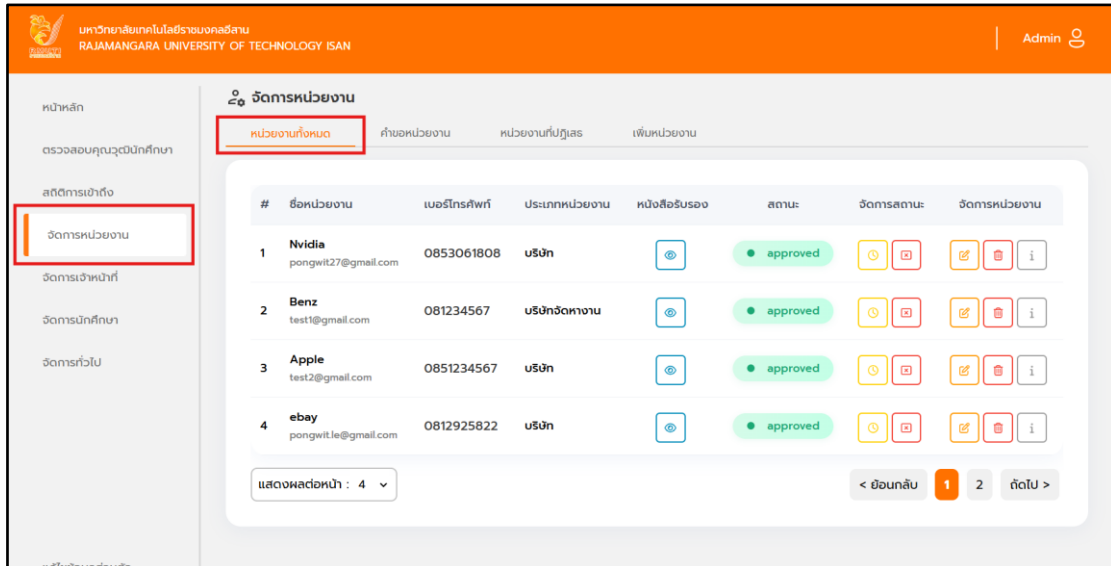 มหาวิทยาลัยเทคโนโลยีราชมงคลอีสาน
RAJAMANGARA UNIVERSITY OF TECHNOLOGY ISAN
Admin
หน้าหลัก
ตรวจสอบคุณวุฒินักศึกษา
สถิติการเข้าถึง
จัดการหน่วยงาน
จัดการเจ้าหน้าที่
จัดการนักศึกษา
จัดการทั่วไป
จัดการหน่วยงาน
หน่วยงานทั้งหมด คำขอหน่วยงาน หน่วยงานที่ปฏิเสธ เพิ่มหน่วยงาน
# ชื่อหน่วยงาน เบอร์โทรศัพท์ ประเภทหน่วยงาน หนังสือรับรอง สถานะ จัดการสถานะ จัดการหน่วยงาน
1 Nvidia 0853061808 บริษัท approved
pongwit27@gmail.com
2 Benz 081234567 บริษัทจัดหางาน approved
test1@gmail.com
3 Apple 0851234567 บริษัท approved
test2@gmail.com
4 ebay 0812925822 บริษัท approved
pongwit.le@gmail.com
แสดงผลต่อหน้า : 4
< ย้อนกลับ 1 2 ถัดไป >